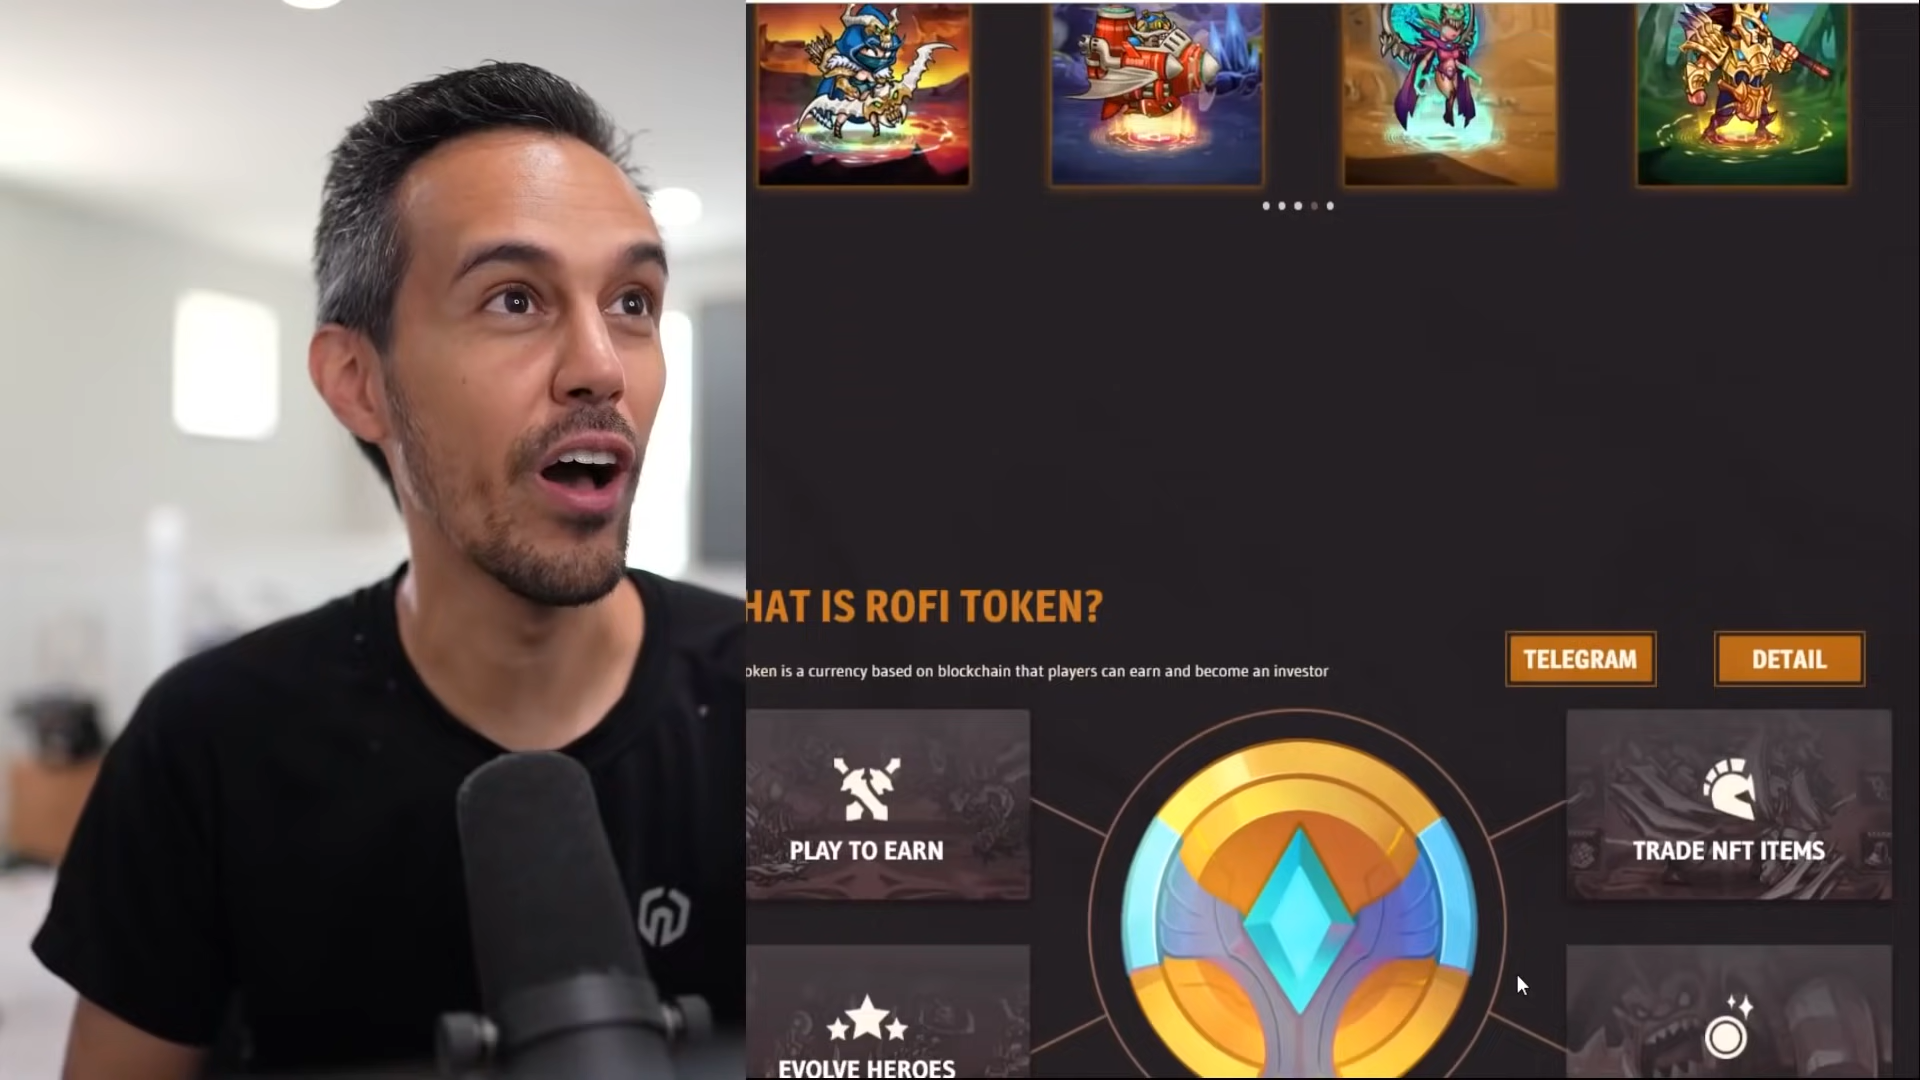 HAT IS ROFI TOKEN?
oken is a currency based on blockchain that players can earn and become an investor
TELEGRAM
DETAIL
PLAY TO EARN
TRADE NFT ITEMS
EVOLVE HEROES